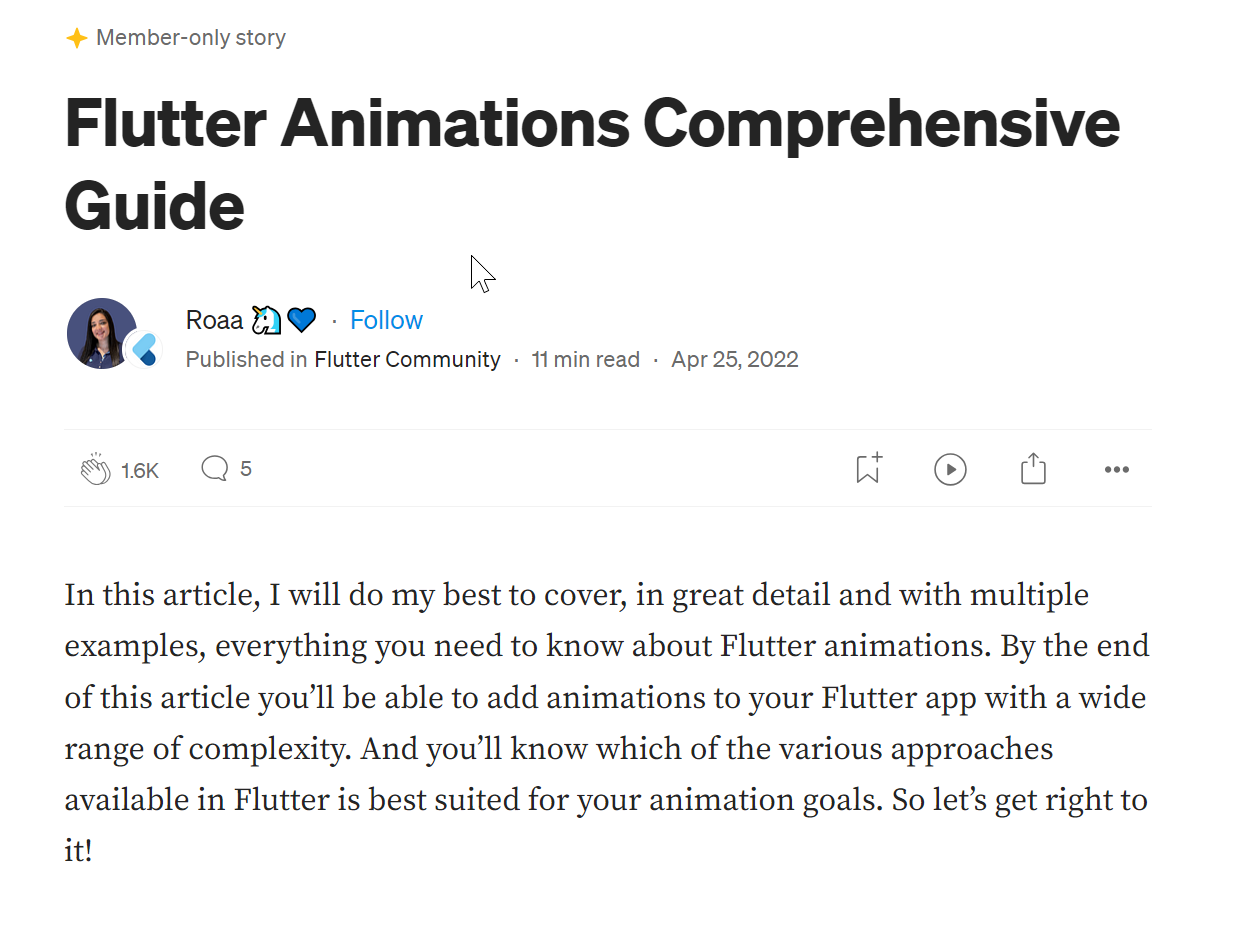 Member-only story
Flutter Animations Comprehensive
Guide
Roaa 🦄💙 · Follow
Published in Flutter Community · 11 min read · Apr 25, 2022
1.6K 5
In this article, I will do my best to cover, in great detail and with multiple
examples, everything you need to know about Flutter animations. By the end
of this article you’ll be able to add animations to your Flutter app with a wide
range of complexity. And you’ll know which of the various approaches
available in Flutter is best suited for your animation goals. So let’s get right to
it!